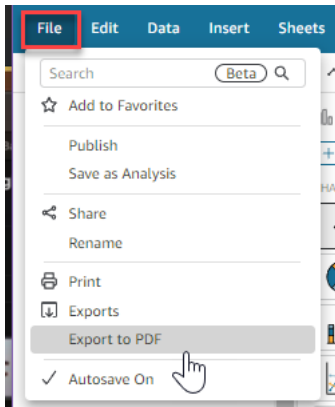 File Edit Data Insert Sheets
Search Beta
Add to Favorites
Publish
Save as Analysis
Share
Rename
Print
Exports
Export to PDF
Autosave On